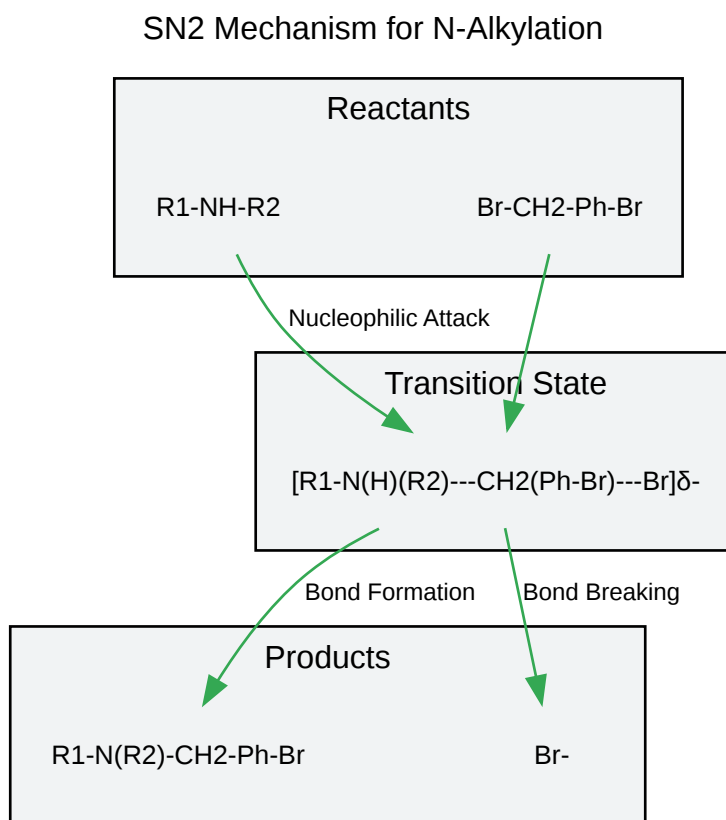 SN2 Mechanism for N-Alkylation
Reactants
R1-NH-R2
Br-CH2-Ph-Br
Nucleophilic Attack
Transition State
[R1-N(H)(R2)---CH2(Ph-Br)---Br]δ-
Bond Formation
Bond Breaking
Products
R1-N(R2)-CH2-Ph-Br
Br-